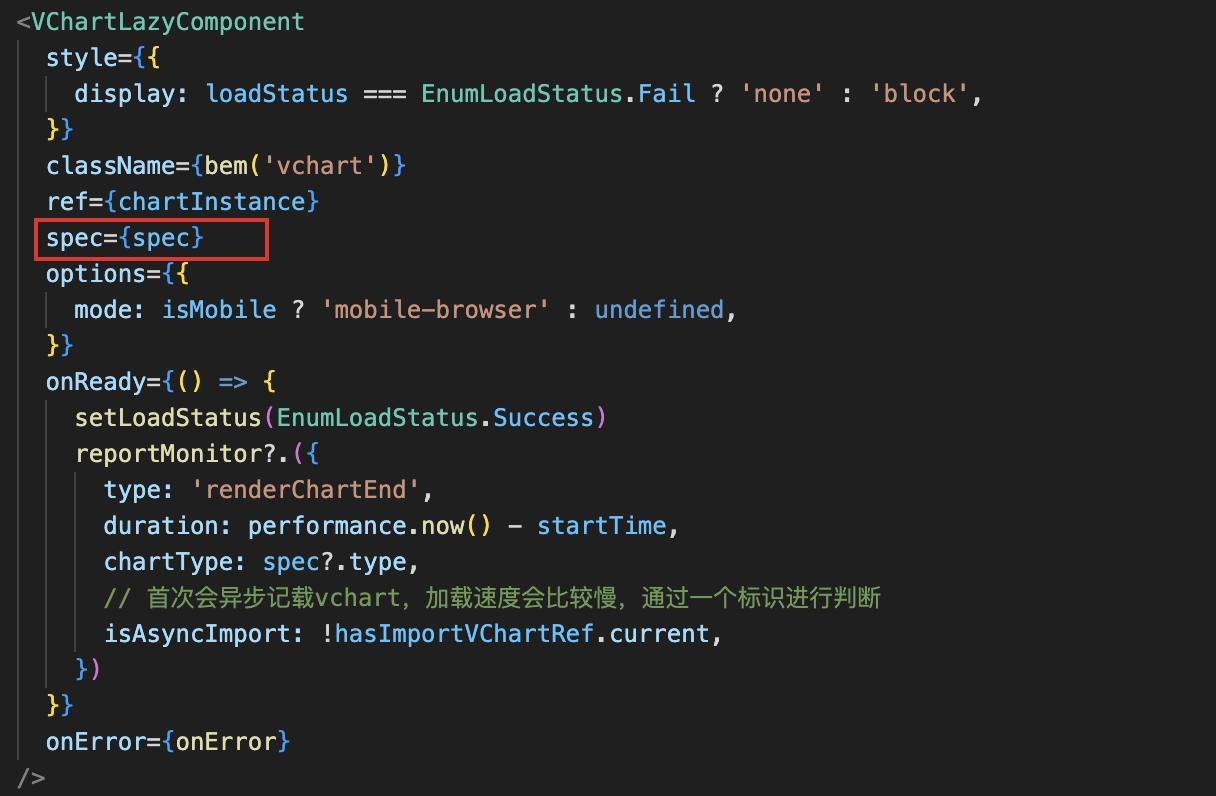 <VChartLazyComponent
style={{
display: loadStatus === EnumLoadStatus.Fail ? 'none' : 'block',
}}
className={bem('vchart')}
ref={chartInstance}
spec={spec}
options={{
mode: isMobile ? 'mobile-browser' : undefined,
}}
onReady={() => {
setLoadStatus(EnumLoadStatus.Success)
reportMonitor?.({
type: 'renderChartEnd',
duration: performance.now() - startTime,
chartType: spec?.type,
// 首次会异步记载vchart，加载速度会比较慢，通过一个标识进行判断
isAsyncImport: !hasImportVChartRef.current,
})
}}
onError={onError}
/>